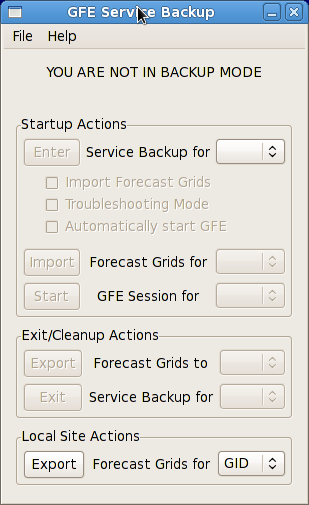 GFE Service Backup
File Help
YOU ARE NOT IN BACKUP MODE
Startup Actions
Enter Service Backup for
Import Forecast Grids
Troubleshooting Mode
Automatically start GFE
Import Forecast Grids for
Start GFE Session for
Exit/Cleanup Actions
Export Forecast Grids to
Exit Service Backup for
Local Site Actions
Export Forecast Grids for GID